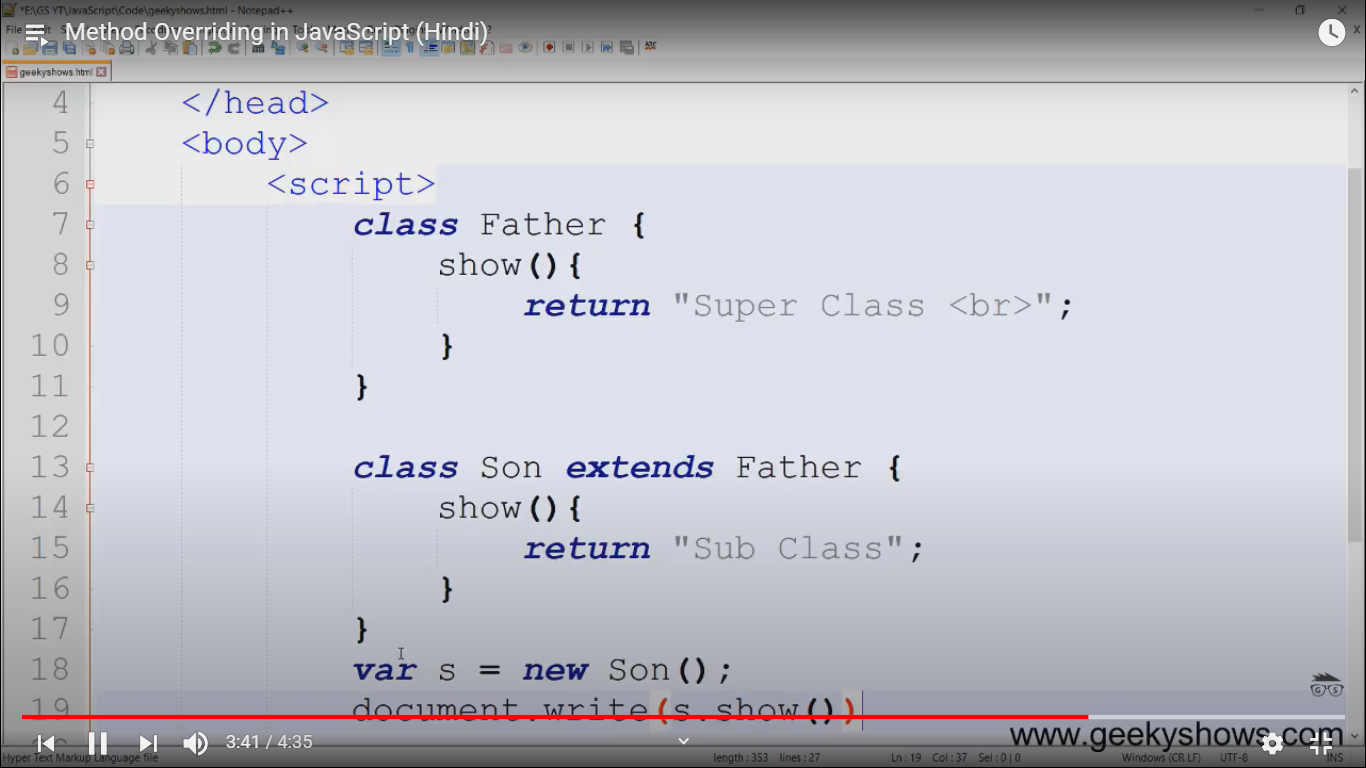 *E:\GS YT\JavaScript\Code\geekyshows.html - Notepad++
Method Overriding in JavaScript (Hindi)
geekyshows.html
4 </head>
5 <body>
6 <script>
7 class Father {
8 show(){
9 return "Super Class <br>";
10 }
11 }
12
13 class Son extends Father {
14 show(){
15 return "Sub Class";
16 }
17 }
18 var s = new Son();
19 document.write(s.show())
GS
www.geekyshows.com
3:41 / 4:35
Hyper Text Markup Language file length : 353 lines : 27 Ln : 19 Col : 37 Sel : 0 | 0 Windows (CR LF) UTF-8 INS